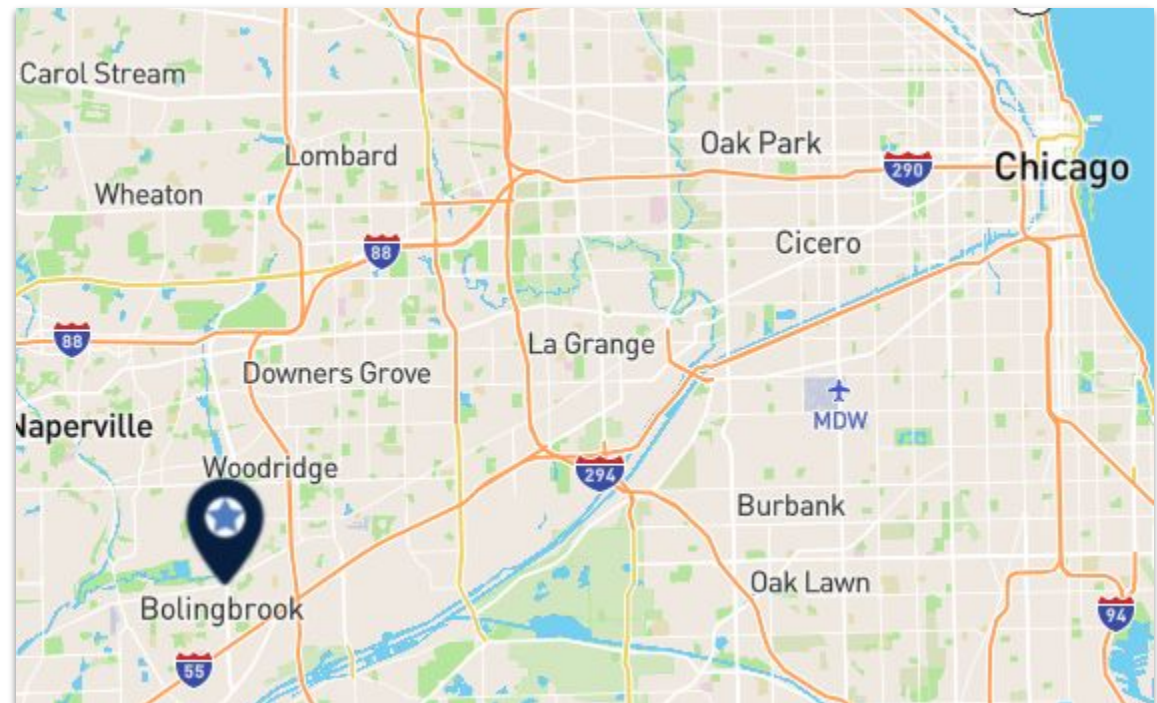 Carol Stream
Oak Park
290
Chicago
Lombard
Wheaton
88
Cicero
88
La Grange
Downers Grove
MDW
Naperville
Woodridge
294
Burbank
Oak Lawn
Bolingbrook
94
55